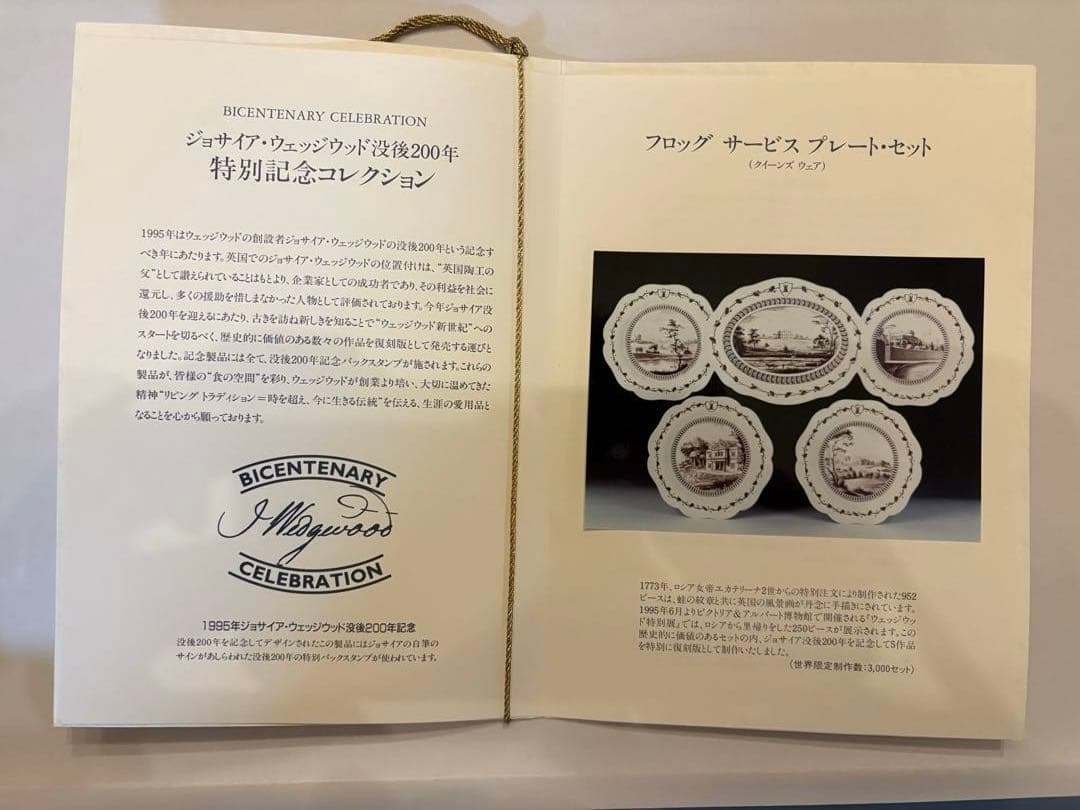 BICENTENARY CELEBRATION
ジョサイア・ウェッジウッド没後200年
特別記念コレクション
1995年はウェッジウッドの創設者ジョサイア・ウェッジウッドの没後200年という記念す
べき年にあたります。英国でのジョサイア・ウェッジウッドの位置付けは、“英国陶工の
父”として讃えられていることはもとより、企業家としての成功者であり、その利益を社会に
還元し、多くの援助を惜しまなかった人物として評価されております。今年ジョサイア没
後200年を迎えるにあたり、古きを訪ね新しきを知ることで“ウェッジウッド新世紀”への
スタートを切るべく、歴史的に価値のある数々の作品を復刻版として発売する運びと
なりました。記念製品には全て、没後200年記念バックスタンプが施されます。これらの
製品が、皆様の“食の空間”を彩り、ウェッジウッドが創業より培い、大切に温めてきた
精神“リビング トラディション＝時を超え、今に生きる伝統”を伝える、生涯の愛用品と
なることを心から願っております。
BICENTENARY
J Wedgwood
CELEBRATION
1995年ジョサイア・ウェッジウッド没後200年記念
没後200年を記念してデザインされたこの製品にはジョサイアの自筆の
サインがあしらわれた没後200年の特別バックスタンプが使われています。
フロッグ サービス プレート・セット
（クイーンズ ウェア）
1773年、ロシア女帝エカテリーナ2世からの特別注文により制作された952
ピースは、蛙の紋章と共に英国の風景画が丹念に手描きにされています。
1995年6月よりビクトリア＆アルバート博物館で開催される「ウェッジウッ
ド特別展」では、ロシアから里帰りをした250ピースが展示されます。この
歴史的に価値のあるセットの内、ジョサイア没後200年を記念して5作品
を特別に復刻版として制作いたしました。
（世界限定制作数：3,000セット）